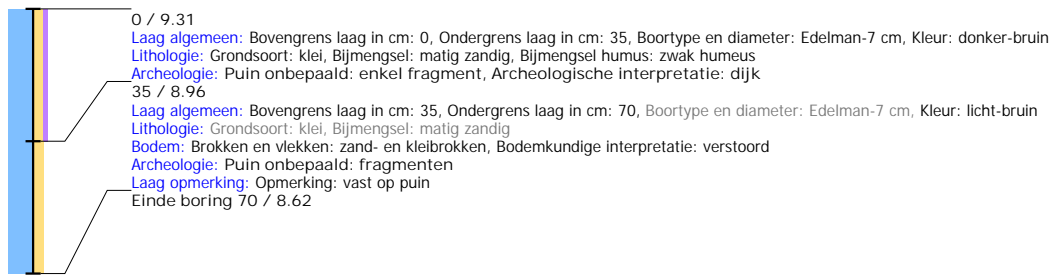 0 / 9.31
Laag algemeen: Bovengrens laag in cm: 0, Ondergrens laag in cm: 35, Boortype en diameter: Edelman-7 cm, Kleur: donker-bruin
Lithologie: Grondsoort: klei, Bijmengsel: matig zandig, Bijmengsel humus: zwak humeus
Archeologie: Puin onbepaald: enkel fragment, Archeologische interpretatie: dijk
35 / 8.96
Laag algemeen: Bovengrens laag in cm: 35, Ondergrens laag in cm: 70, Boortype en diameter: Edelman-7 cm, Kleur: licht-bruin
Lithologie: Grondsoort: klei, Bijmengsel: matig zandig
Bodem: Brokken en vlekken: zand- en kleibrokken, Bodemkundige interpretatie: verstoord
Archeologie: Puin onbepaald: fragmenten
Laag opmerking: Opmerking: vast op puin
Einde boring 70 / 8.62